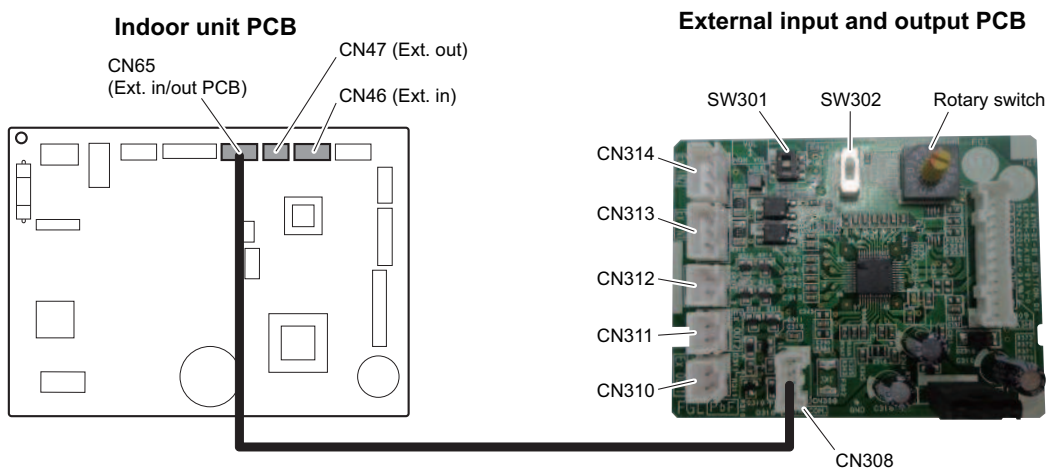 Indoor unit PCB
External input and output PCB
CN65
(Ext. in/out PCB)
CN47 (Ext. out)
CN46 (Ext. in)
SW301
SW302
Rotary switch
CN314
CN313
CN312
CN311
CN310
CN308